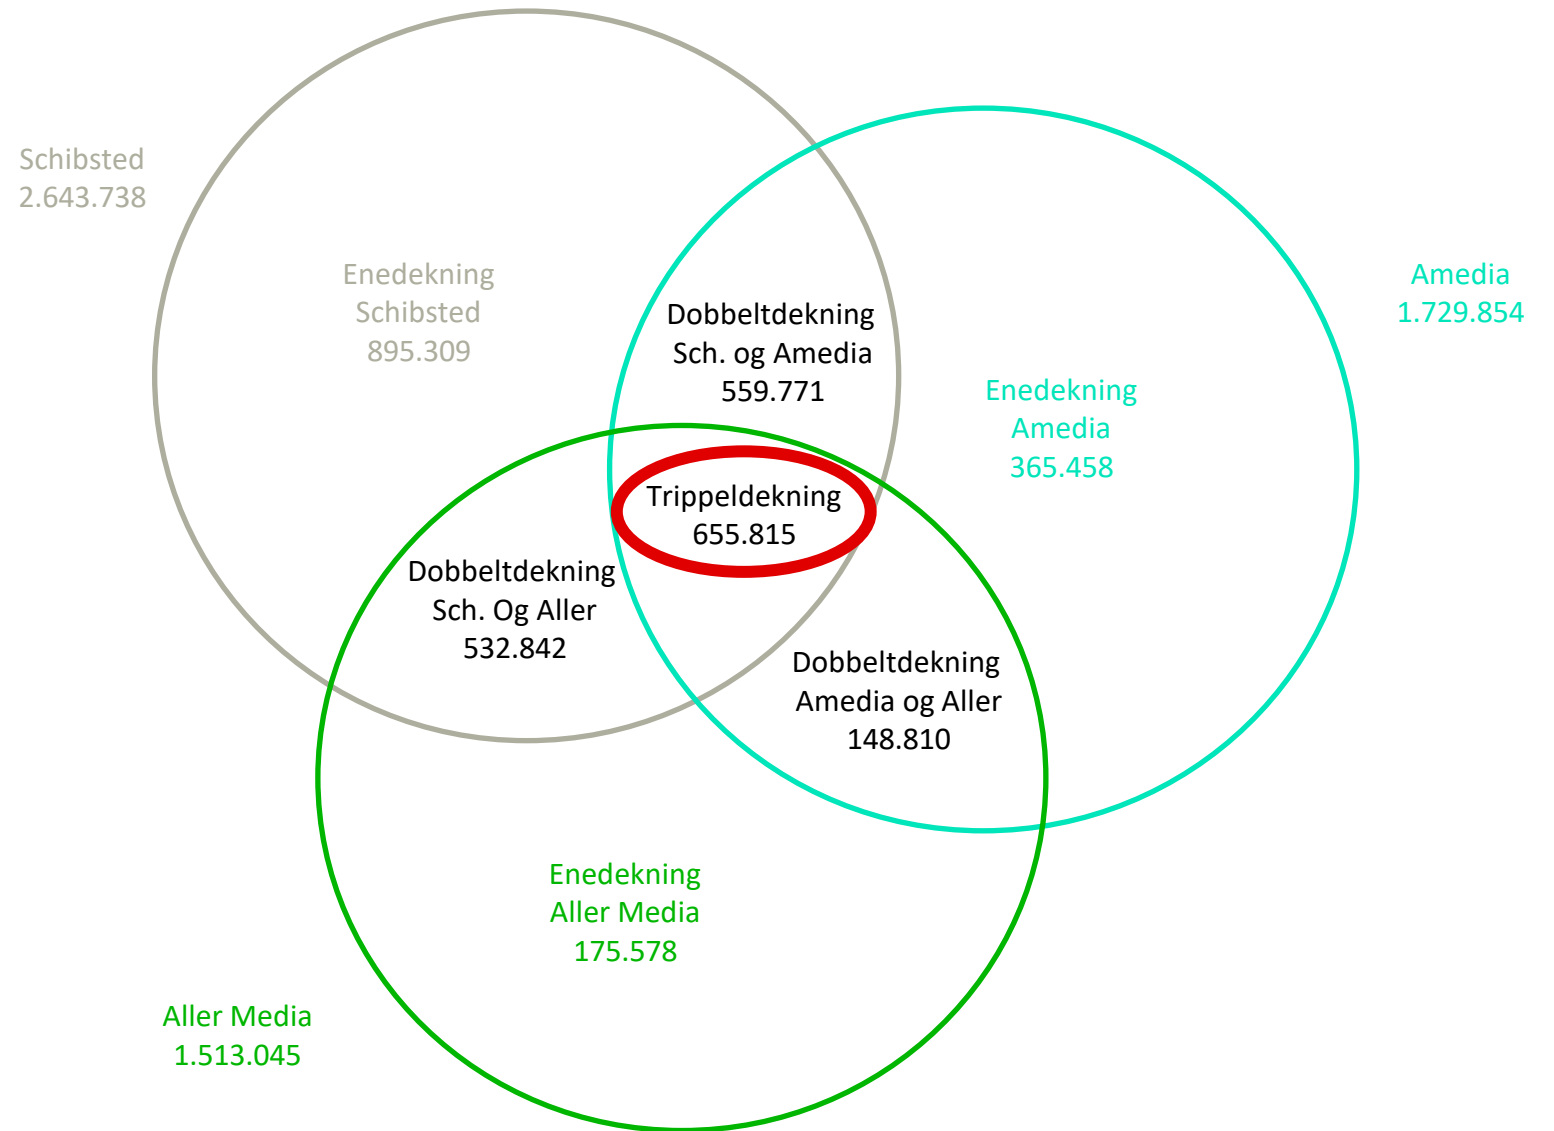 Schibsted
2.643.738
Enedekning
Schibsted
895.309
Dobbeltdekning
Sch. og Amedia
559.771
Amedia
1.729.854
Enedekning
Amedia
365.458
Trippeldekning
655.815
Dobbeltdekning
Sch. Og Aller
532.842
Dobbeltdekning
Amedia og Aller
148.810
Enedekning
Aller Media
175.578
Aller Media
1.513.045